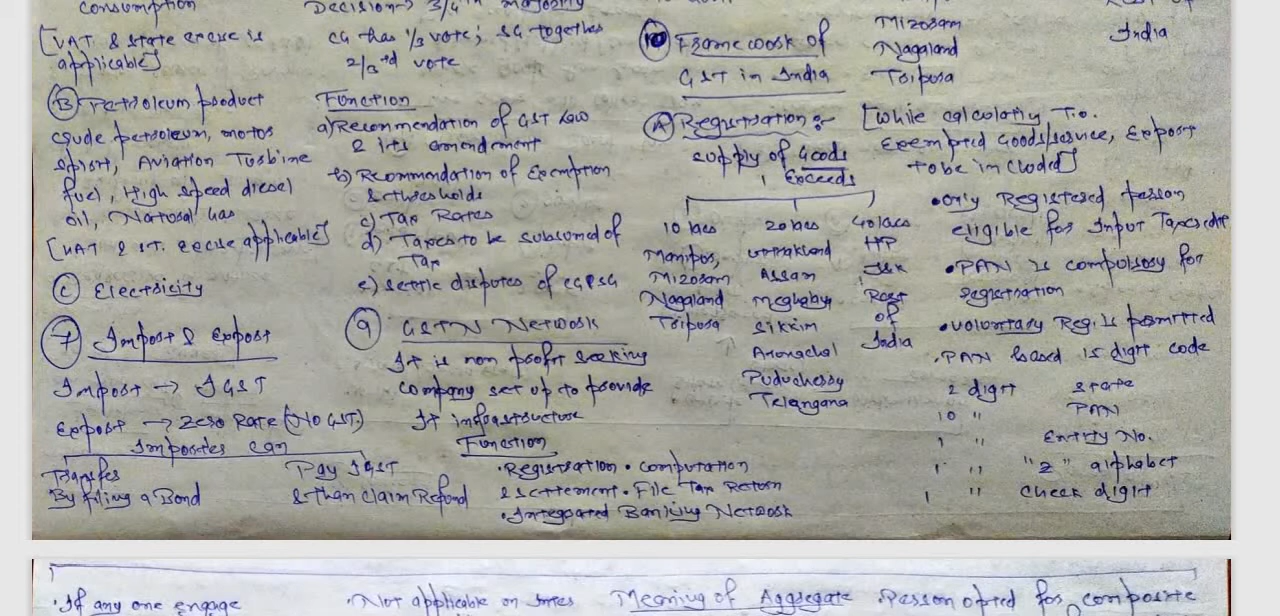 consumption
[VAT & state excise is
applicable]
(B) Petroleum product
crude petroleum, motor
spirit, Aviation Turbine
fuel, High speed diesel
oil, Natural Gas
[VAT & ST. excise applicable]
(C) Electricity
(7) Import & Export
Import → IGST
Export → Zero Rate (No GST.)
Importer can
Transfer
By filing a Bond
Pay IGST
& than claim Refund
Decision → 3/4th majority
CG has 1/3 vote; SG together
2/3rd vote
Function
a) Recommendation of GST Law
& its amendment
b) Recommendation of Exemption
& thresholds
c) Tax Rates
d) Taxes to be subsumed of
Tax
e) settle disputes of CG & SG
(9) GSTN Network
It is non profit seeking
company set up to provide
It infrastructure
Function
• Registration • computation
& settlement • File Tax Return
• Integrated Banking Network
(10) Framework of
GST in India
Mizoram
Nagaland
Tripura
India
(A) Registration :-
supply of Goods
Exceeds
10 lacs
Manipur,
Mizoram
Nagaland
Tripura
20 lacs
uttrakland
Assam
Meghaby
Sikkim
Arunachal
Puducherry
Telangana
40 lacs
HP
J&K
Rest
of
India
[While calculatig T.O.
Exempted Goods/service, Export
to be included]
• only Registered person
eligible for Input Tax credit
• PAN is compulsory for
registration
• voluntary Reg. is permitted
• PAN based 15 digit code
2 digit state
10 " PAN
1 " Entity No.
1 " "Z" alphabet
1 " check digit
• If any one engage
• Not applicable on Inter
Meaning of Aggregate
Person opted for composite